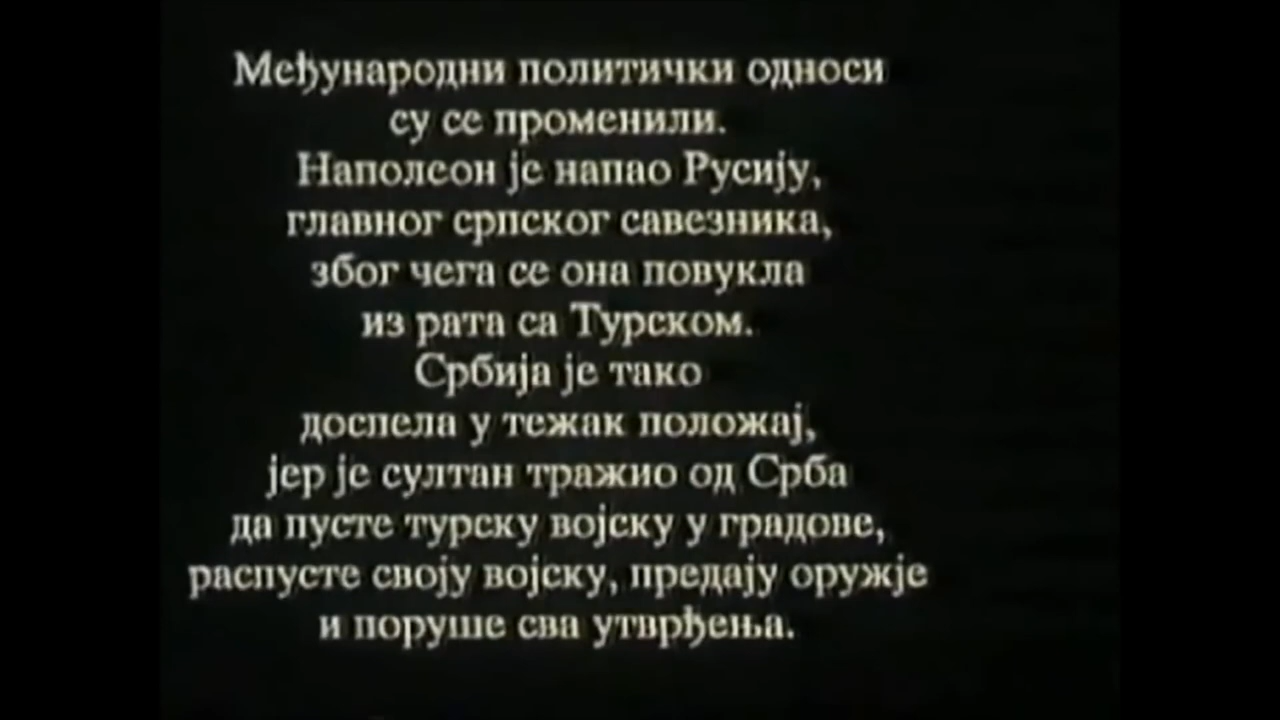 Међународни политички односи
су се променили.
Наполеон је напао Русију,
главног српског савезника,
због чега се она повукла
из рата са Турском.
Србија је тако
доспела у тежак положај,
јер је султан тражио од Срба
да пусте турску војску у градове,
распусте своју војску, предају оружје
и поруше сва утврђења.